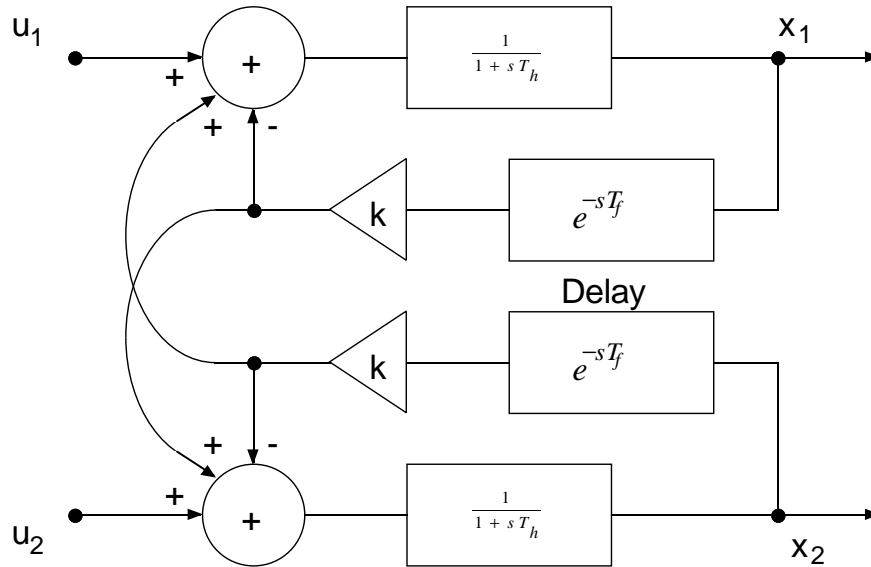 u1 x1
+ + 1
1 + s Th
+ -
k e–sTf
Delay
k e–sTf
+ -
+ + 1
1 + s Th
u2 x2